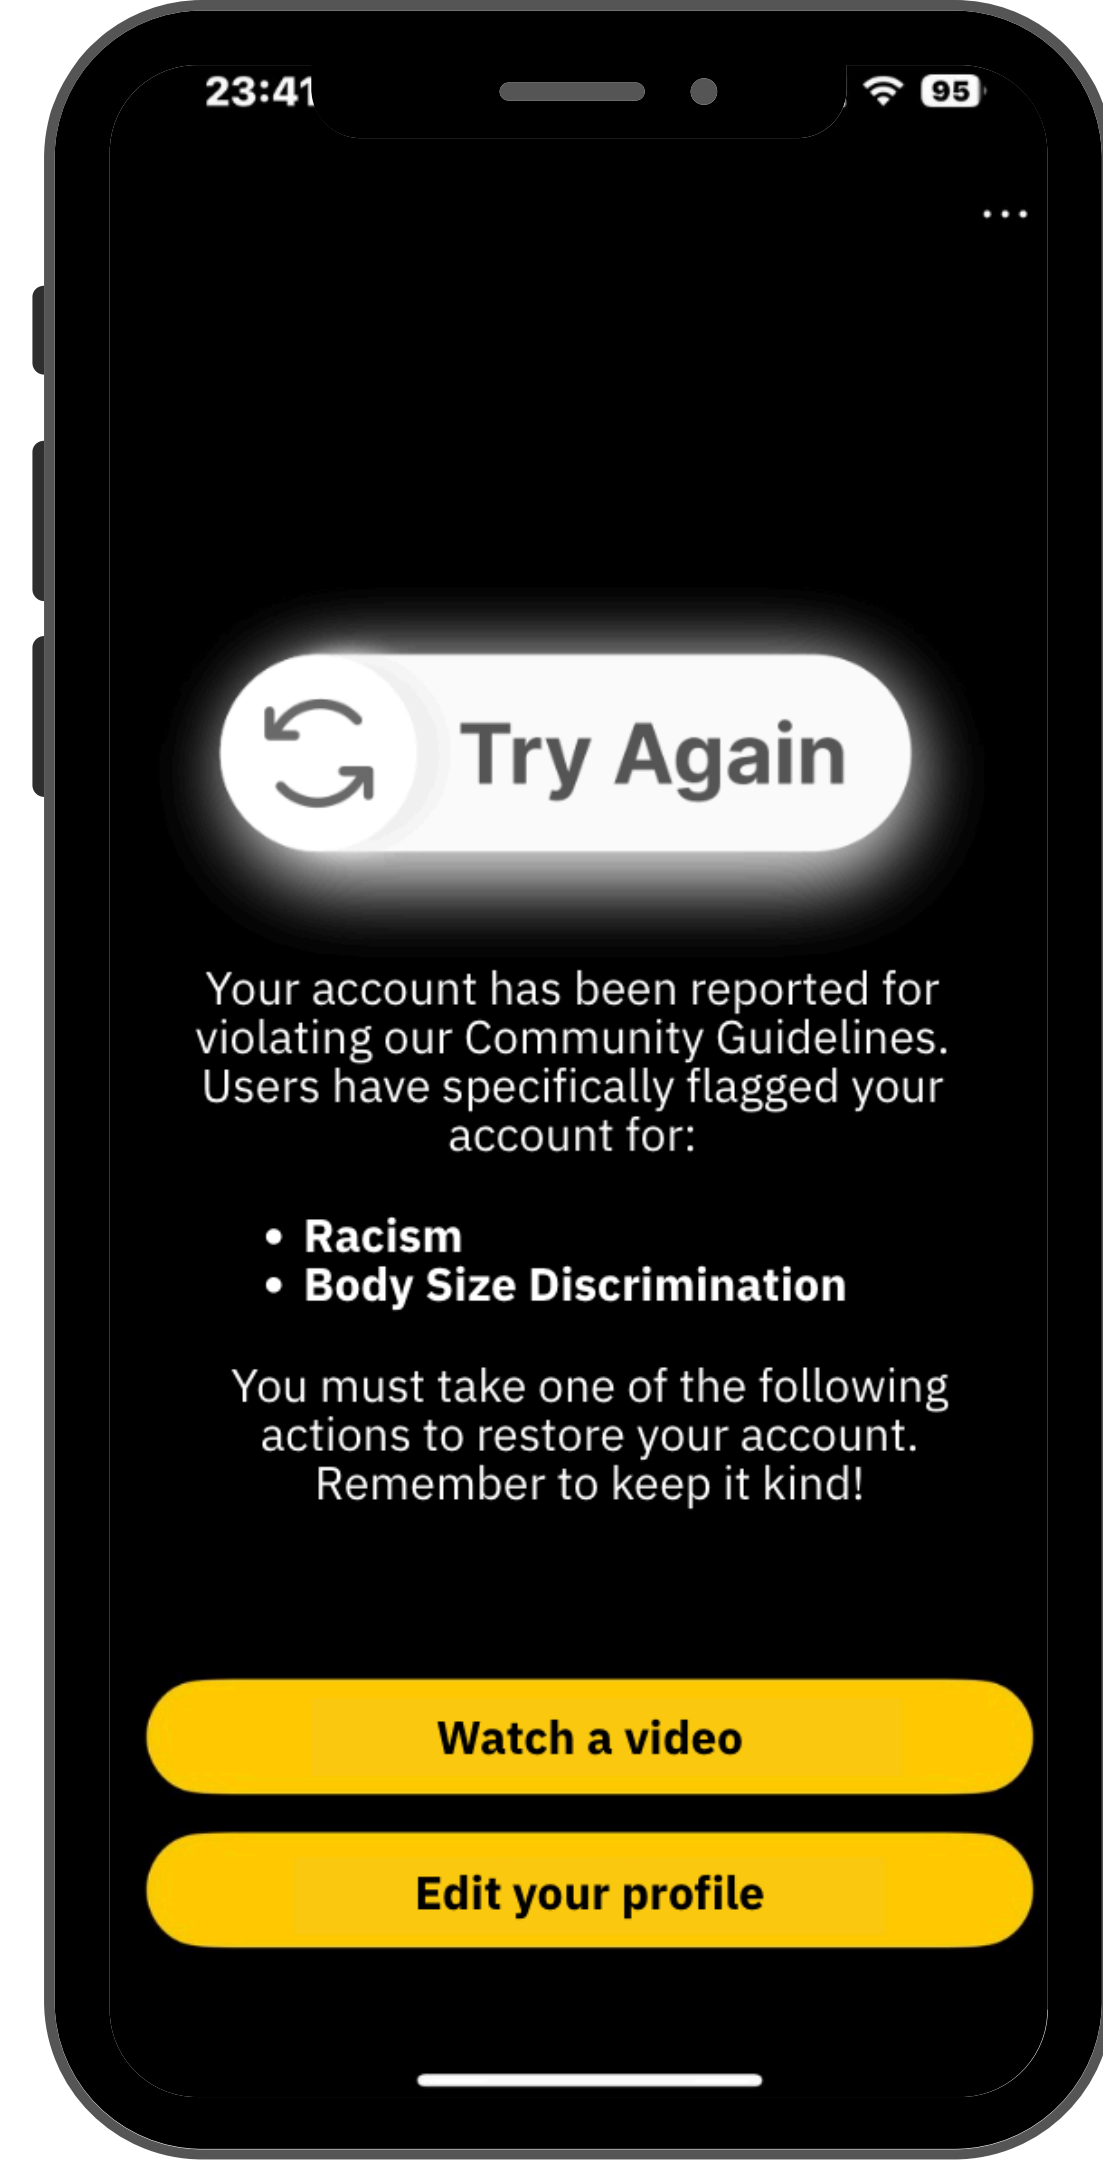 23:41
95
Try Again
Your account has been reported for
violating our Community Guidelines.
Users have specifically flagged your
account for:
• Racism
• Body Size Discrimination
You must take one of the following
actions to restore your account.
Remember to keep it kind!
Watch a video
Edit your profile